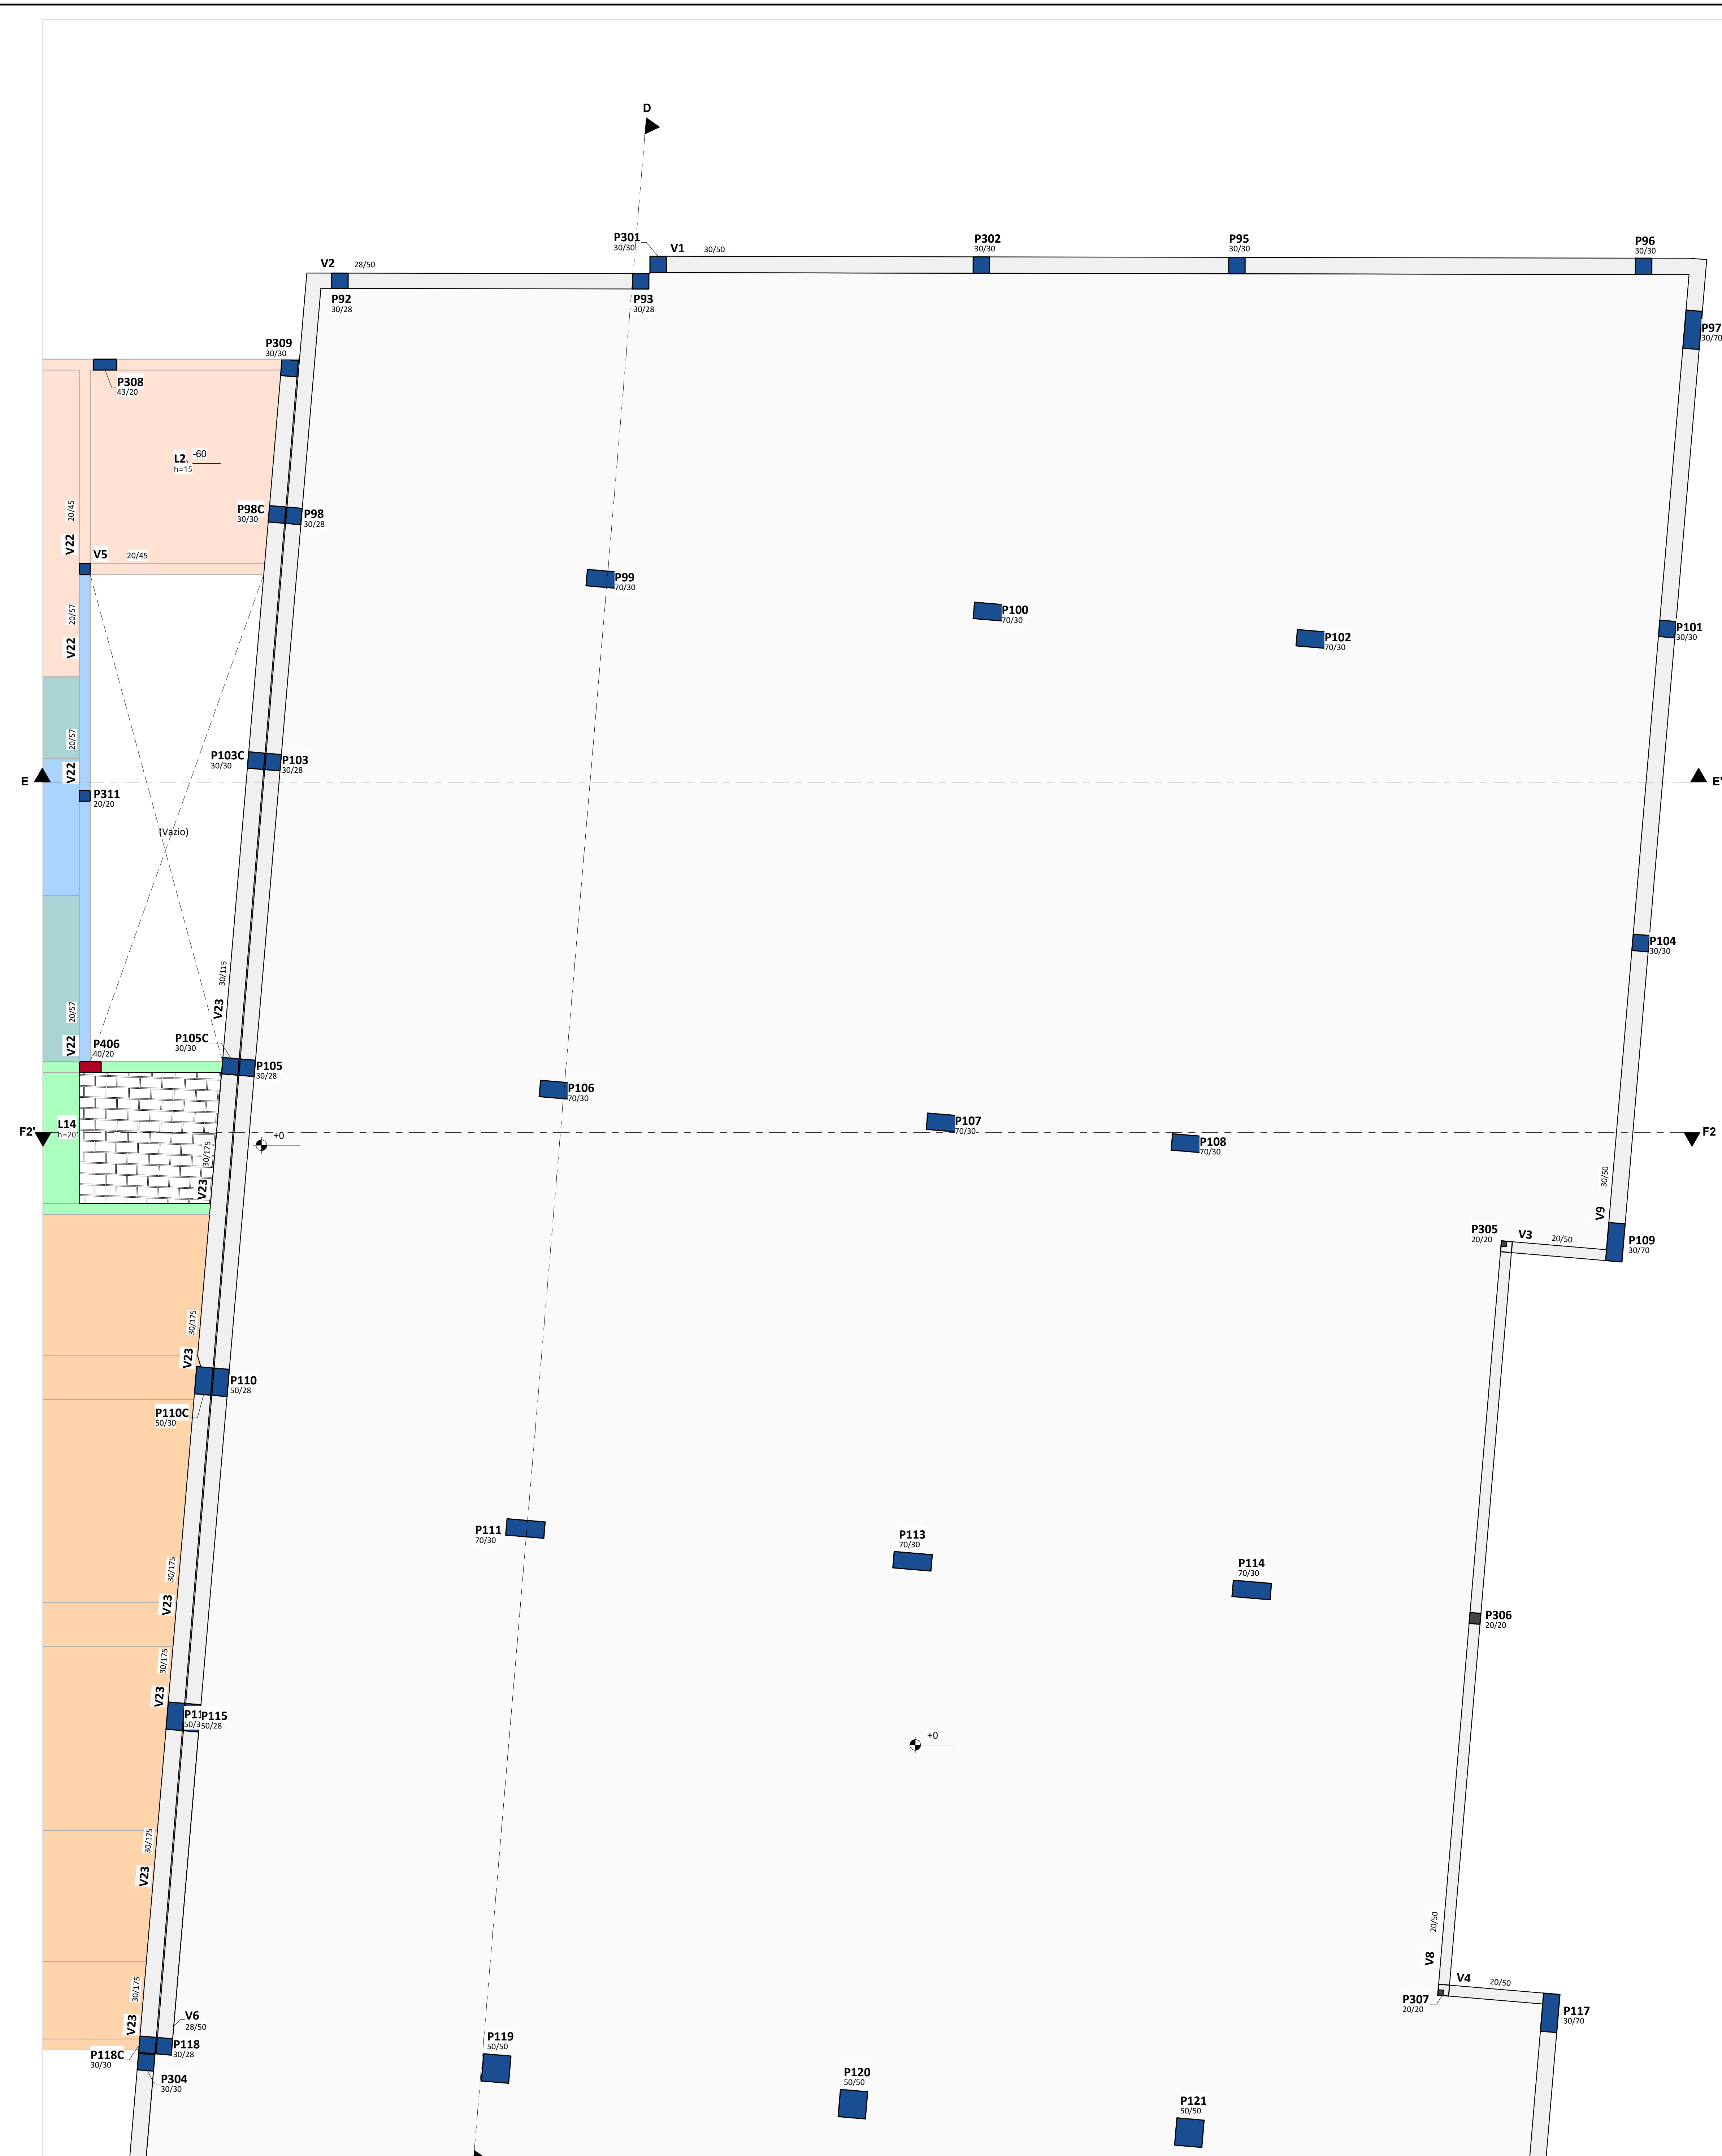 D
P301
30/30
V1 30/50
P302
30/30
P95
30/30
P96
30/30
V2 28/50
P92
30/28
P93
30/28
P97
30/70
P309
30/30
P308
43/20
L2
h=15
-60
20/45
V22
P98C
30/30
P98
30/28
V5 20/45
P99
70/30
P100
70/30
P102
70/30
P101
30/30
20/57
V22
20/57
V22
P103C
30/30
P103
30/28
E
E'
P311
20/20
(Vazio)
P104
30/30
30/115
V23
20/57
V22
P406
40/20
P105C
30/30
P105
30/28
P106
70/30
P107
70/30
P108
70/30
L14
h=20
F2'
F2
+0
30/175
V23
30/50
V9
P305
20/20
V3 20/50
P109
30/70
30/175
V23
P110
50/28
P110C
50/30
P111
70/30
P113
70/30
P114
70/30
30/175
V23
P306
20/20
30/175
V23
P115
50/28
+0
30/175
V23
20/50
V8
V4 20/50
P307
20/20
P117
30/70
30/175
V23
V6
28/50
P118
30/28
P118C
30/30
P304
30/30
P119
50/50
P120
50/50
P121
50/50